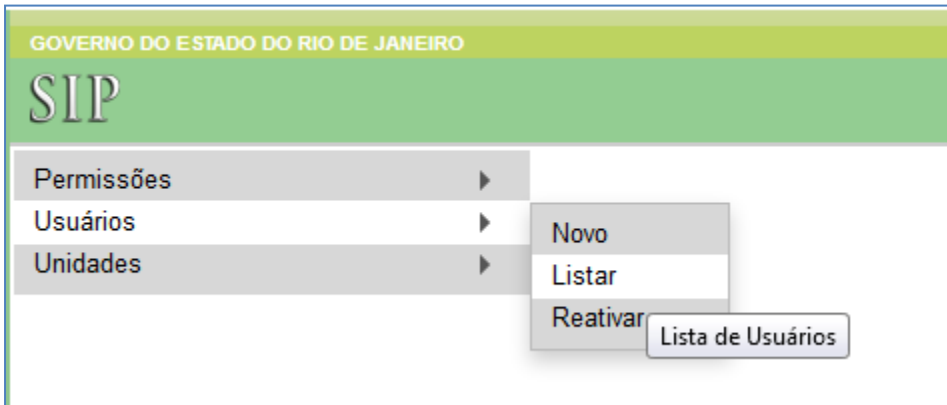 GOVERNO DO ESTADO DO RIO DE JANEIRO
SIP
Permissões
Usuários
Unidades
Novo
Listar
Reativar
Lista de Usuários